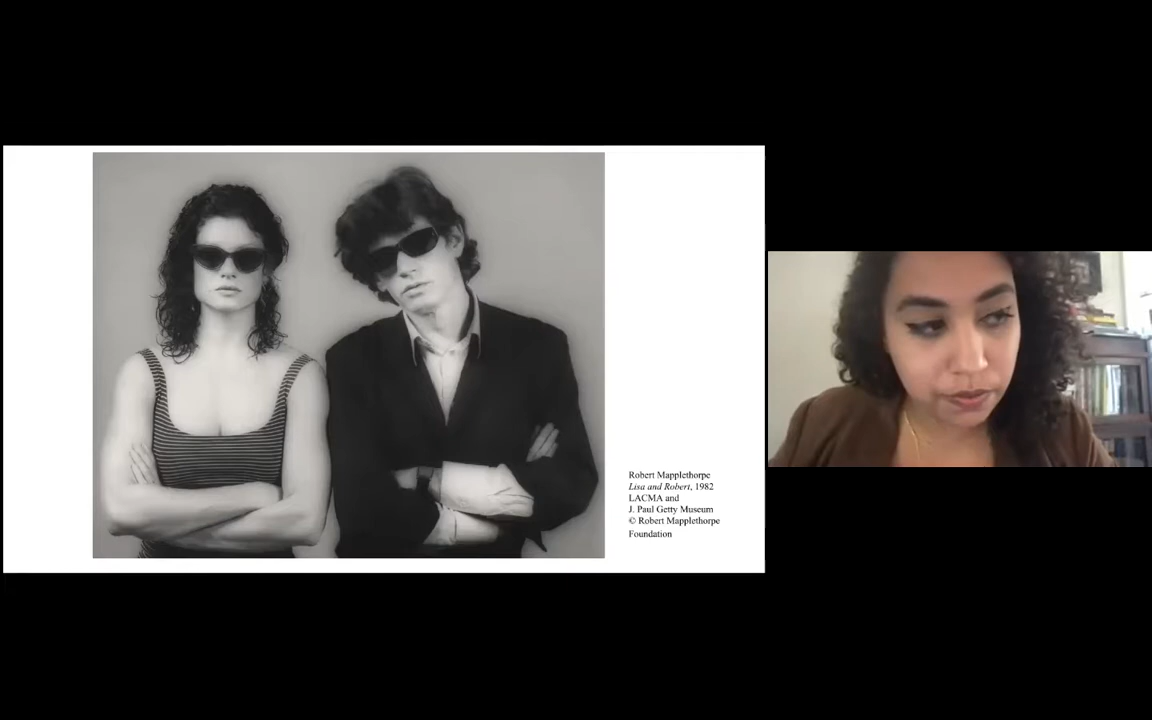 Robert Mapplethorpe
Lisa and Robert, 1982
LACMA and
J. Paul Getty Museum
© Robert Mapplethorpe
Foundation